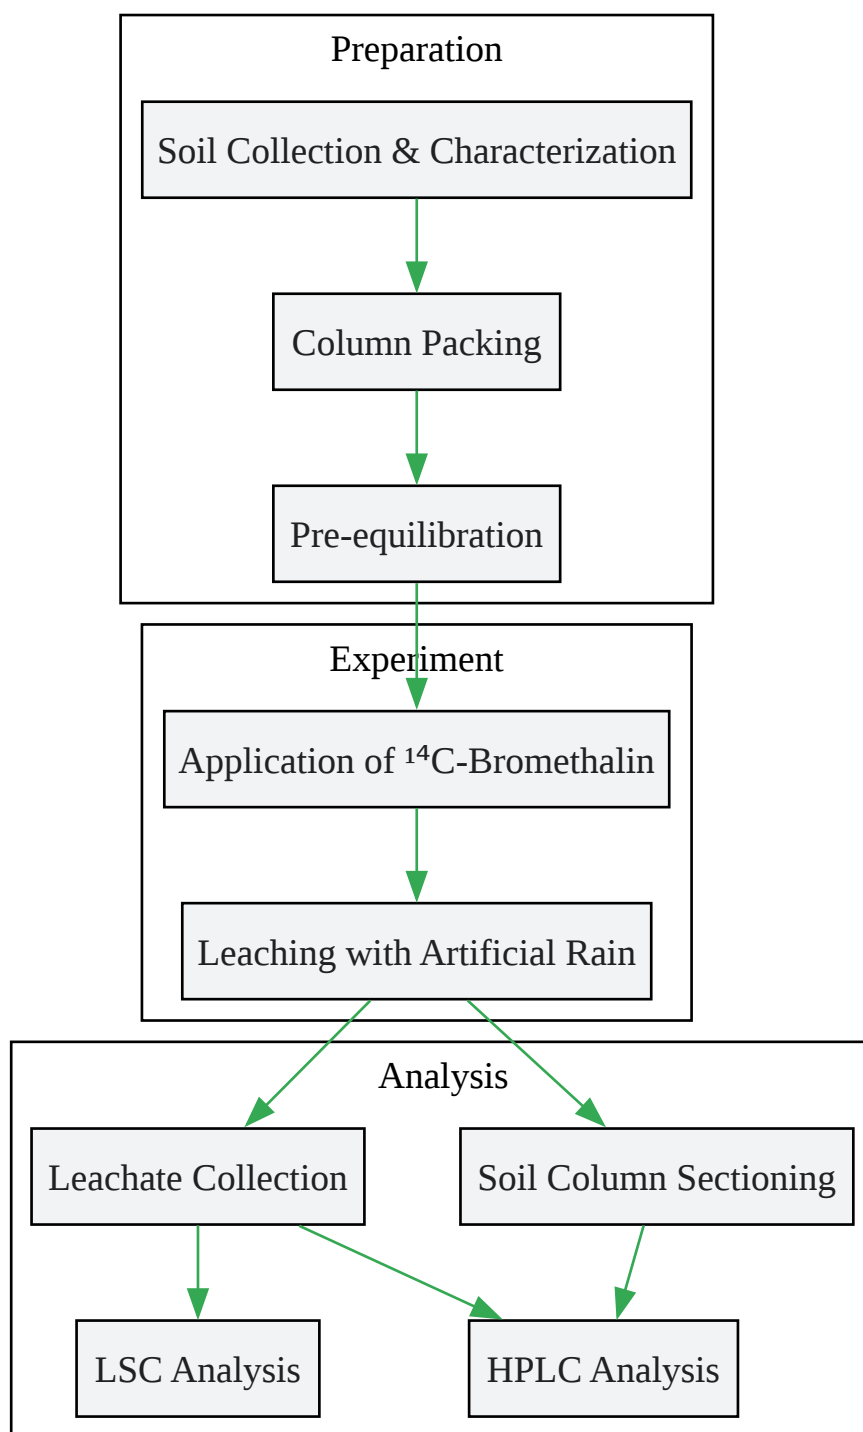 Preparation
Soil Collection & Characterization
Column Packing
Pre-equilibration
Experiment
Application of ¹⁴C-Bromethalin
Leaching with Artificial Rain
Analysis
Leachate Collection
Soil Column Sectioning
LSC Analysis
HPLC Analysis